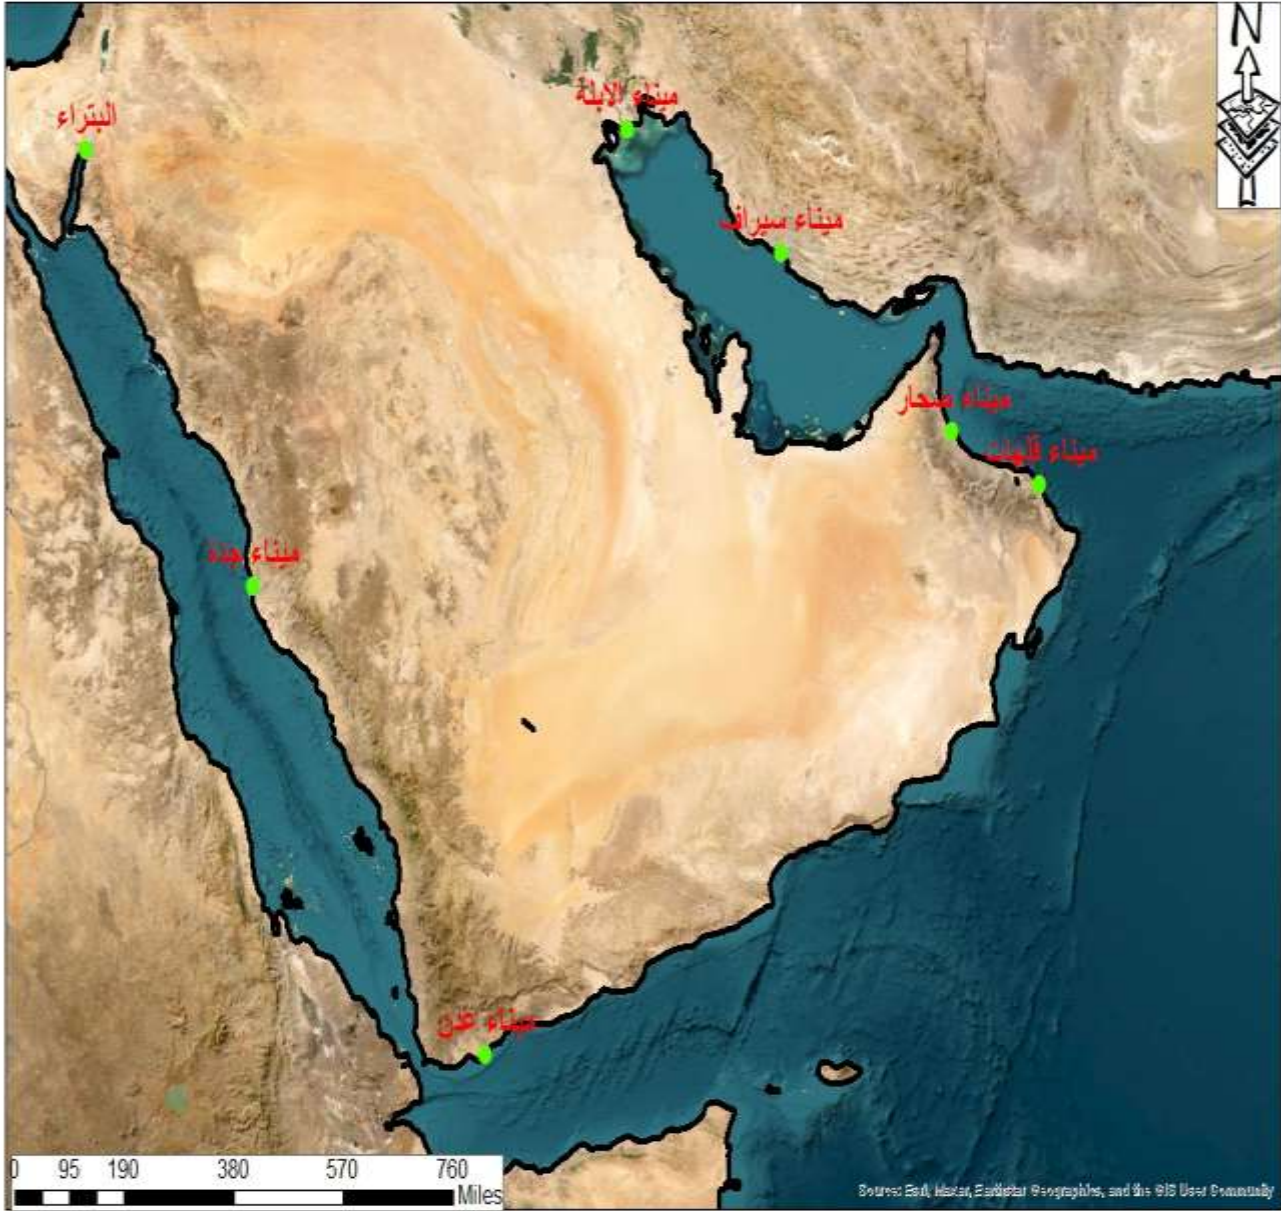 N
ميناء الابلة
البتراء
ميناء سيراف
ميناء صحار
ميناء قلهات
ميناء جدة
ميناء عدن
0 95 190 380 570 760
Miles
Source: Esri, Maxar, Earthstar Geographics, and the GIS User Community